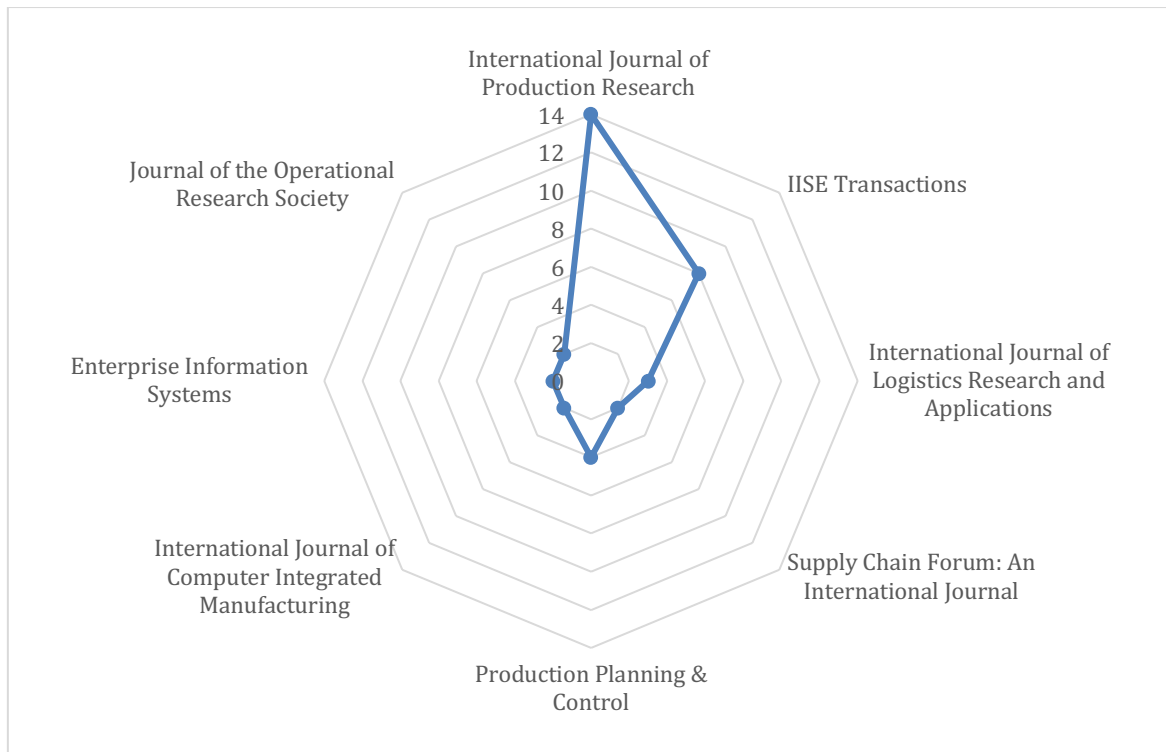 International Journal of
Production Research
14
12
10
8
6
4
2
0
IISE Transactions
International Journal of
Logistics Research and
Applications
Supply Chain Forum: An
International Journal
Production Planning &
Control
International Journal of
Computer Integrated
Manufacturing
Enterprise Information
Systems
Journal of the Operational
Research Society